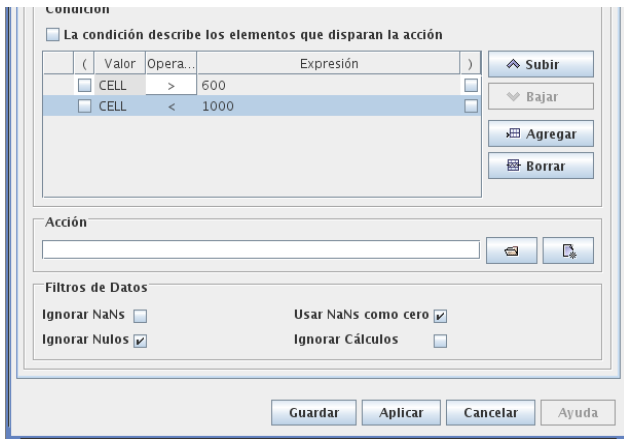 Condición
La condición describe los elementos que disparan la acción
( Valor Opera... Expresión )
CELL > 600
CELL < 1000
Subir
Bajar
Agregar
Borrar
Acción
Filtros de Datos
Ignorar NaNs Usar NaNs como cero
Ignorar Nulos Ignorar Cálculos
Guardar Aplicar Cancelar Ayuda